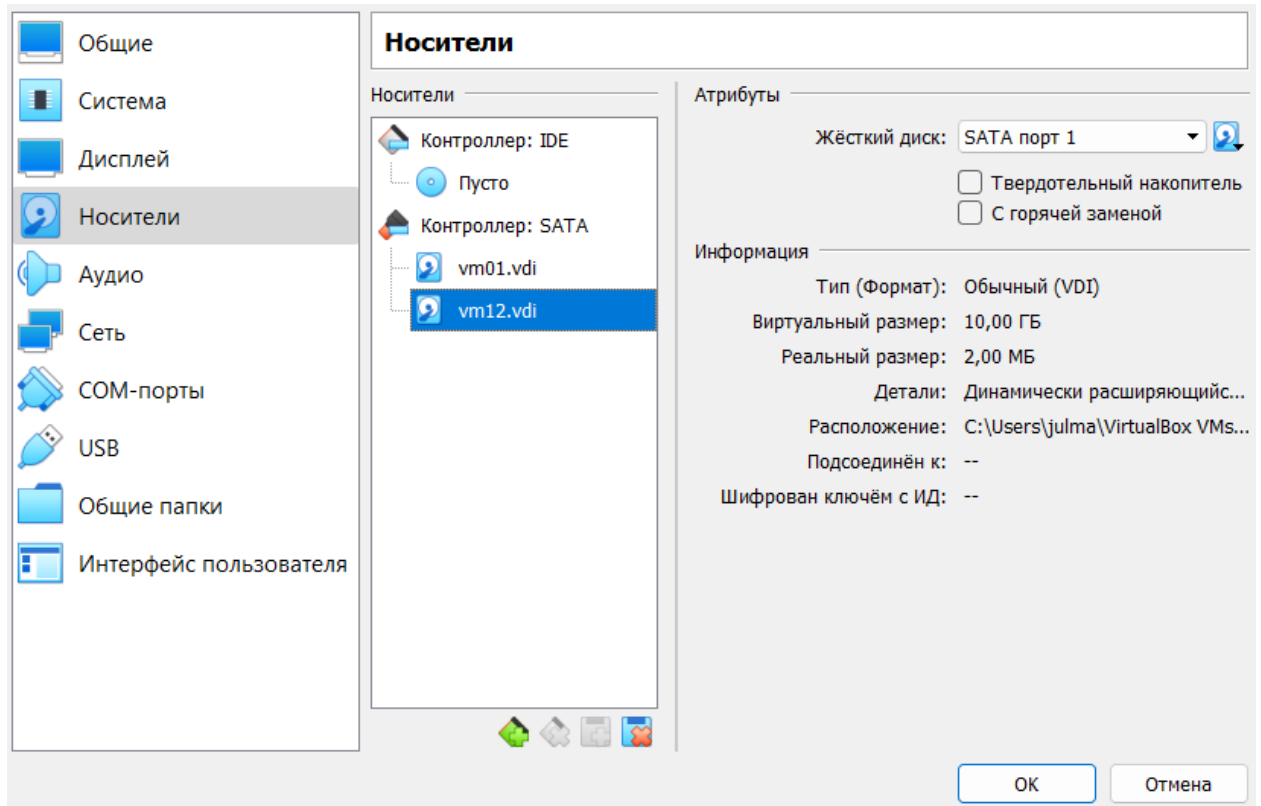 Общие
Система
Дисплей
Носители
Аудио
Сеть
COM-порты
USB
Общие папки
Интерфейс пользователя
Носители
Носители
Контроллер: IDE
Пусто
Контроллер: SATA
vm01.vdi
vm12.vdi
Атрибуты
Жёсткий диск: SATA порт 1
Твердотельный накопитель
С горячей заменой
Информация
Тип (Формат): Обычный (VDI)
Виртуальный размер: 10,00 ГБ
Реальный размер: 2,00 МБ
Детали: Динамически расширяющийс...
Расположение: C:\Users\julma\VirtualBox VMs...
Подсоединён к: --
Шифрован ключём с ИД: --
OK Отмена